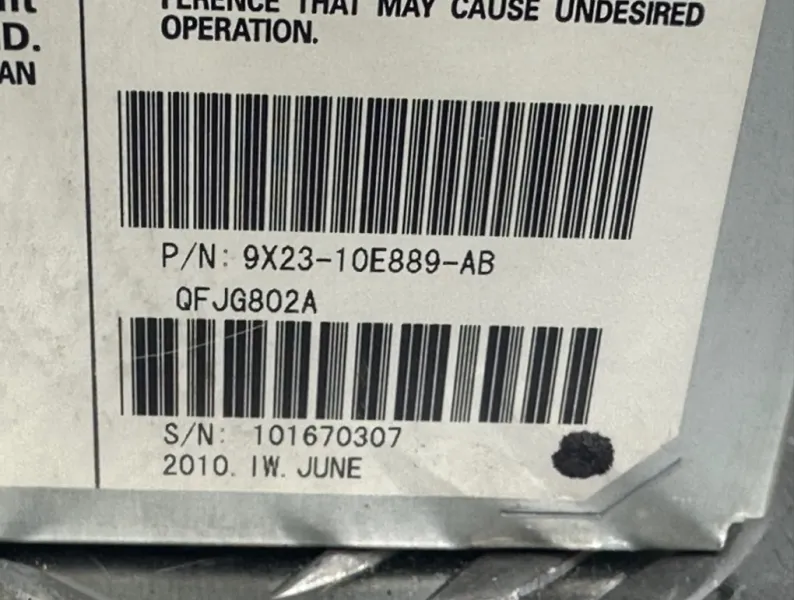 D.
AN
FERENCE THAT MAY CAUSE UNDESIRED
OPERATION.
P/N: 9X23-10E889-AB
QFJG802A
S/N: 101670307
2010. IW. JUNE